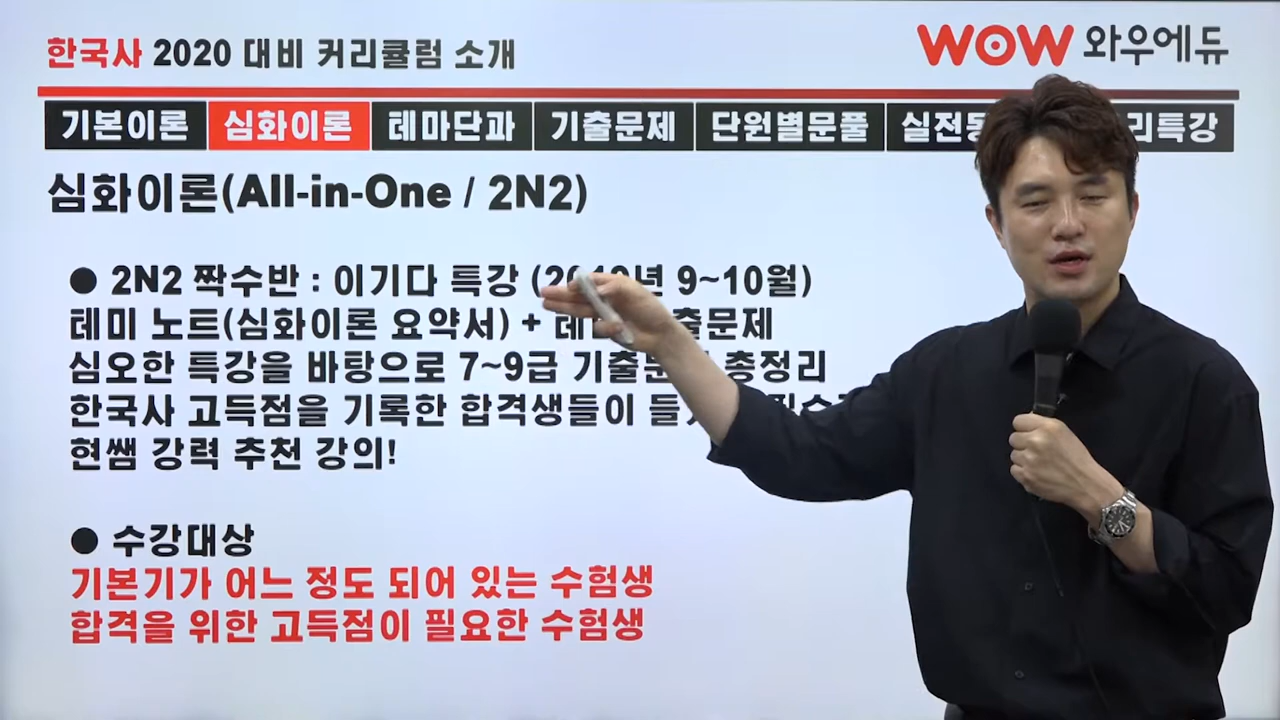 한국사 2020 대비 커리큘럼 소개
WOW 와우에듀
기본이론 심화이론 테마단과 기출문제 단원별문풀 실전동 리특강
심화이론(All-in-One / 2N2)
● 2N2 짝수반 : 이기다 특강 9~10월)
테미 노트(심화이론 요약서) + 출문제
심오한 특강을 바탕으로 7~9급 총정리
한국사 고득점을 기록한 합격생들이
현쌤 강력 추천 강의!
● 수강대상
기본기가 어느 정도 되어 있는 수험생
합격을 위한 고득점이 필요한 수험생